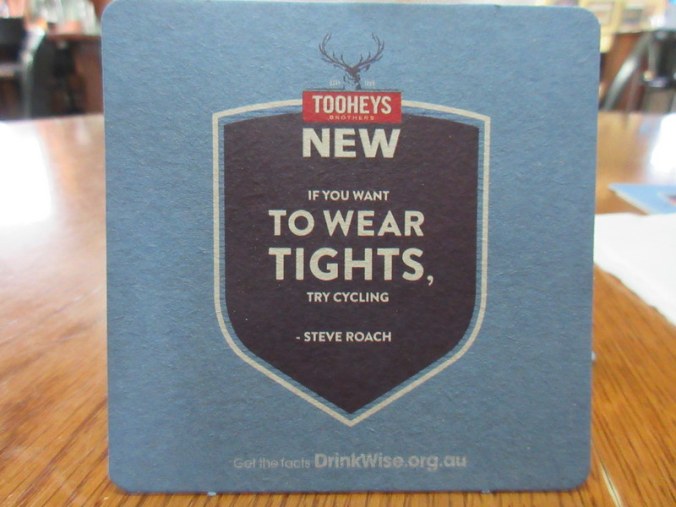 TOOHEYS
BROTHERS
NEW
IF YOU WANT
TO WEAR
TIGHTS,
TRY CYCLING
- STEVE ROACH
Get the facts DrinkWise.org.au